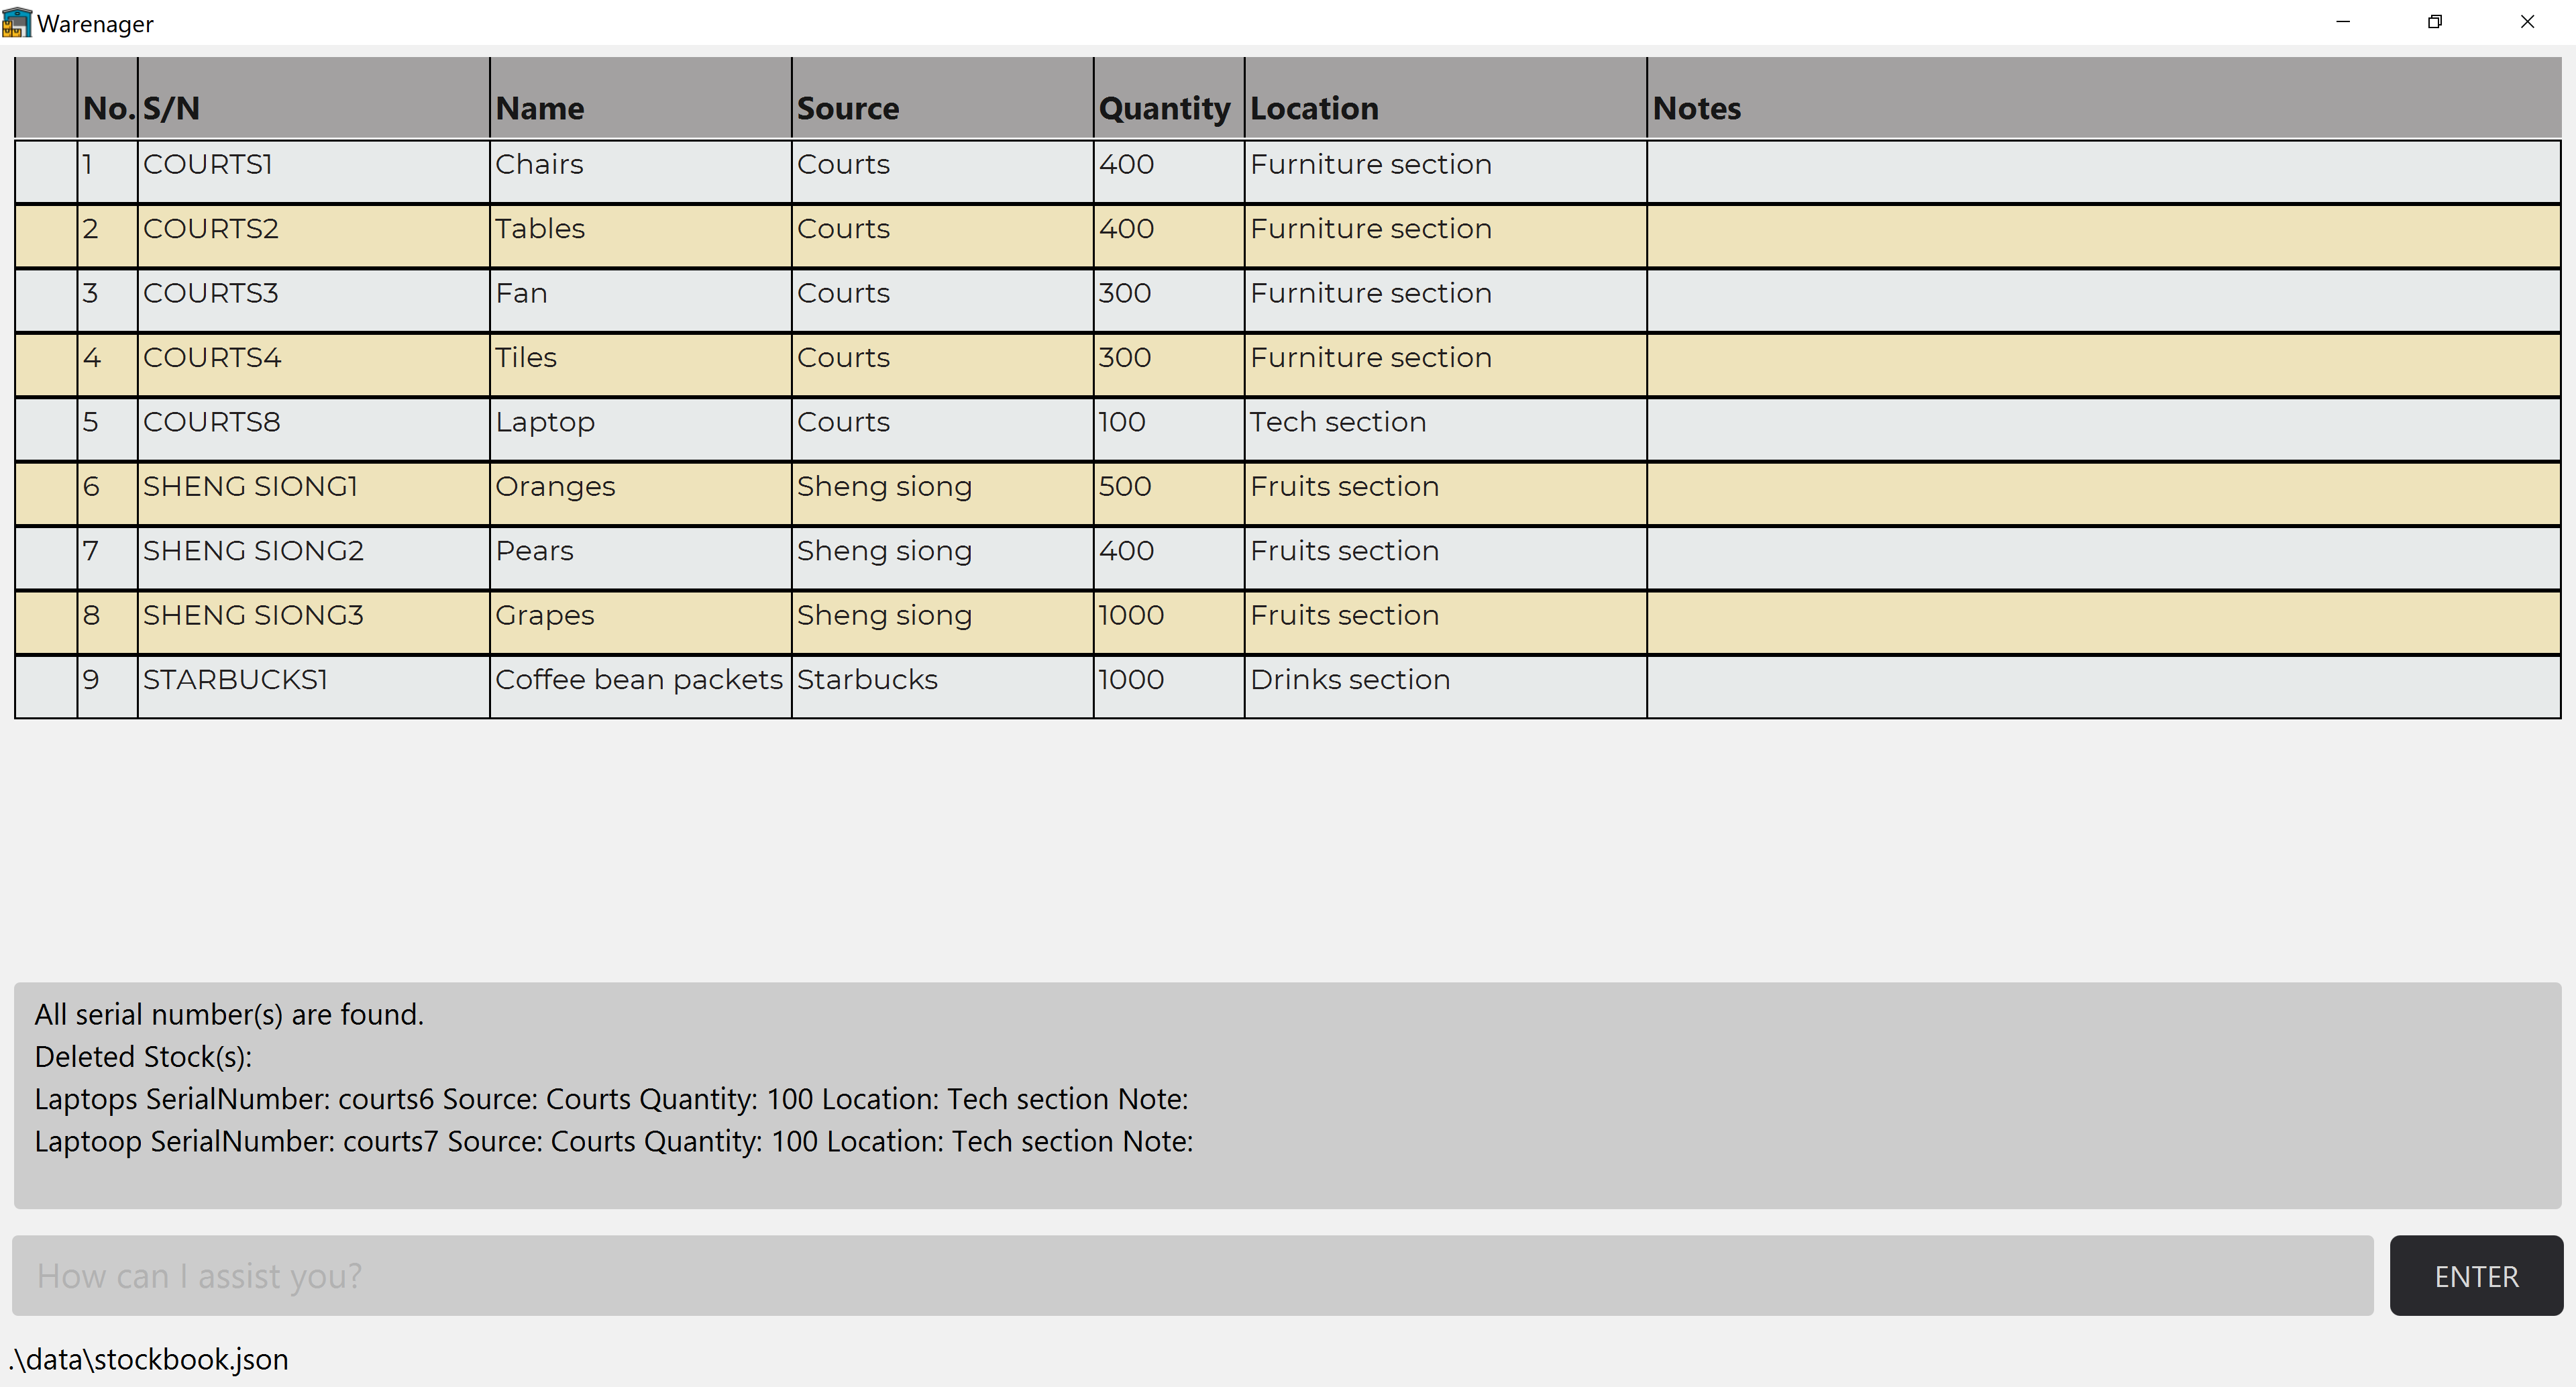 Warenager
No. S/N Name Source Quantity Location Notes
1 COURTS1 Chairs Courts 400 Furniture section
2 COURTS2 Tables Courts 400 Furniture section
3 COURTS3 Fan Courts 300 Furniture section
4 COURTS4 Tiles Courts 300 Furniture section
5 COURTS8 Laptop Courts 100 Tech section
6 SHENG SIONG1 Oranges Sheng siong 500 Fruits section
7 SHENG SIONG2 Pears Sheng siong 400 Fruits section
8 SHENG SIONG3 Grapes Sheng siong 1000 Fruits section
9 STARBUCKS1 Coffee bean packets Starbucks 1000 Drinks section
All serial number(s) are found.
Deleted Stock(s):
Laptops SerialNumber: courts6 Source: Courts Quantity: 100 Location: Tech section Note:
Laptoop SerialNumber: courts7 Source: Courts Quantity: 100 Location: Tech section Note:
How can I assist you?
ENTER
.\data\stockbook.json